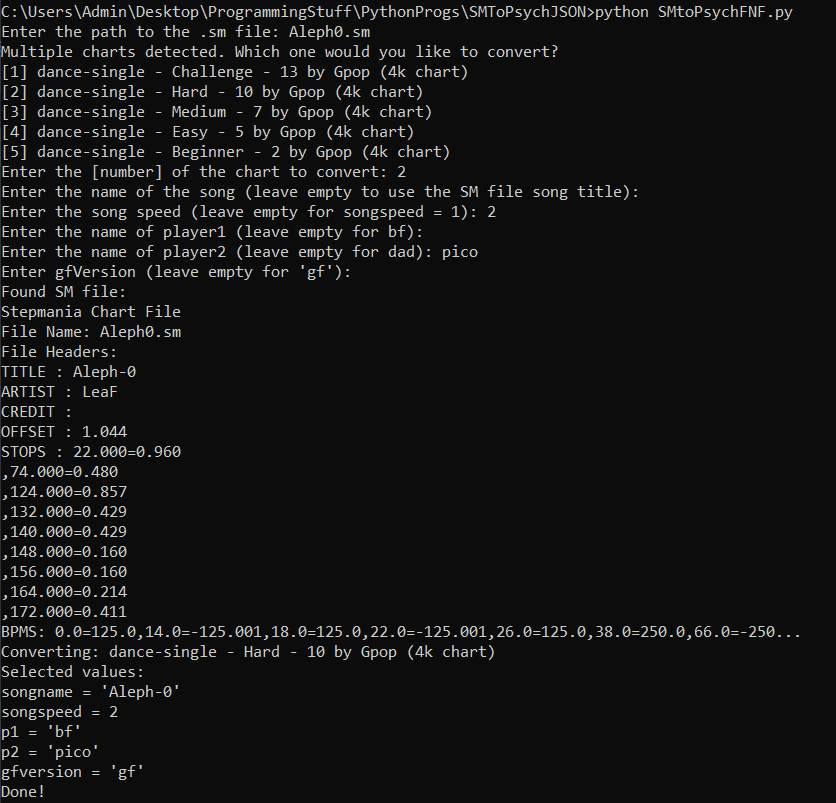 C:\Users\Admin\Desktop\ProgrammingStuff\PythonProgs\SMToPsychJSON>python SMtoPsychFNF.py
Enter the path to the .sm file: Aleph0.sm
Multiple charts detected. Which one would you like to convert?
[1] dance-single - Challenge - 13 by Gpop (4k chart)
[2] dance-single - Hard - 10 by Gpop (4k chart)
[3] dance-single - Medium - 7 by Gpop (4k chart)
[4] dance-single - Easy - 5 by Gpop (4k chart)
[5] dance-single - Beginner - 2 by Gpop (4k chart)
Enter the [number] of the chart to convert: 2
Enter the name of the song (leave empty to use the SM file song title):
Enter the song speed (leave empty for songspeed = 1): 2
Enter the name of player1 (leave empty for bf):
Enter the name of player2 (leave empty for dad): pico
Enter gfVersion (leave empty for 'gf'):
Found SM file:
Stepmania Chart File
File Name: Aleph0.sm
File Headers:
TITLE : Aleph-0
ARTIST : LeaF
CREDIT :
OFFSET : 1.044
STOPS : 22.000=0.960
,74.000=0.480
,124.000=0.857
,132.000=0.429
,140.000=0.429
,148.000=0.160
,156.000=0.160
,164.000=0.214
,172.000=0.411
BPMS: 0.0=125.0,14.0=-125.001,18.0=125.0,22.0=-125.001,26.0=125.0,38.0=250.0,66.0=-250...
Converting: dance-single - Hard - 10 by Gpop (4k chart)
Selected values:
songname = 'Aleph-0'
songspeed = 2
p1 = 'bf'
p2 = 'pico'
gfversion = 'gf'
Done!